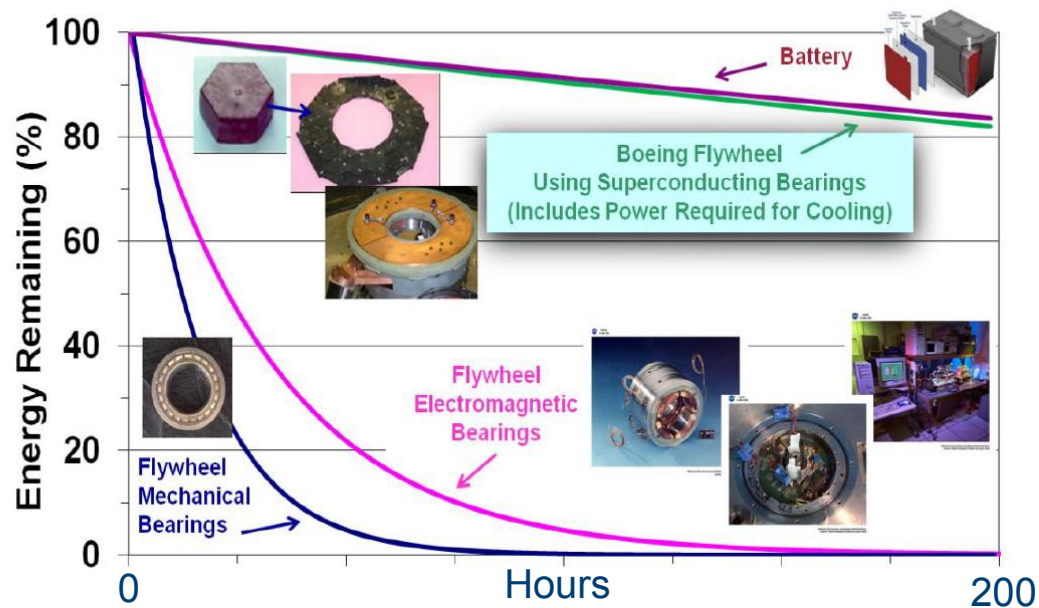 100
80
60
40
20
0
Energy Remaining (%)
Battery
Boeing Flywheel
Using Superconducting Bearings
(Includes Power Required for Cooling)
Flywheel
Electromagnetic
Bearings
Flywheel
Mechanical
Bearings
0
Hours
200